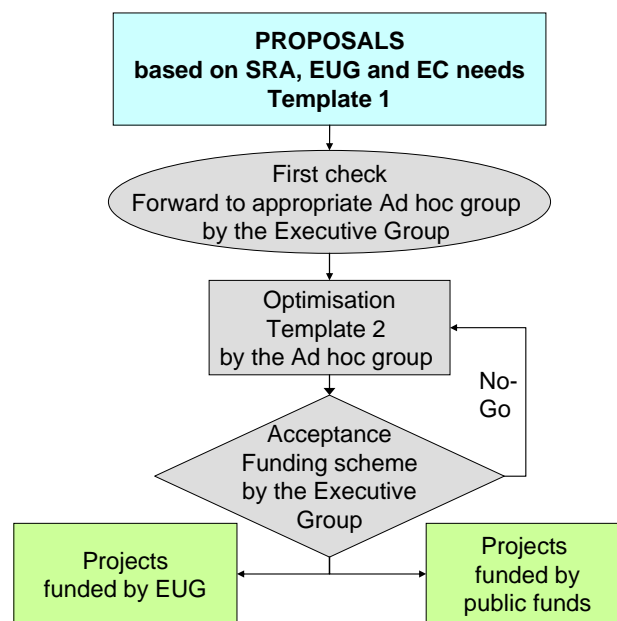 PROPOSALS
based on SRA, EUG and EC needs
Template 1
First check
Forward to appropriate Ad hoc group
by the Executive Group
Optimisation
Template 2
by the Ad hoc group
No-
Go
Acceptance
Funding scheme
by the Executive
Group
Projects
funded by EUG
Projects
funded by
public funds